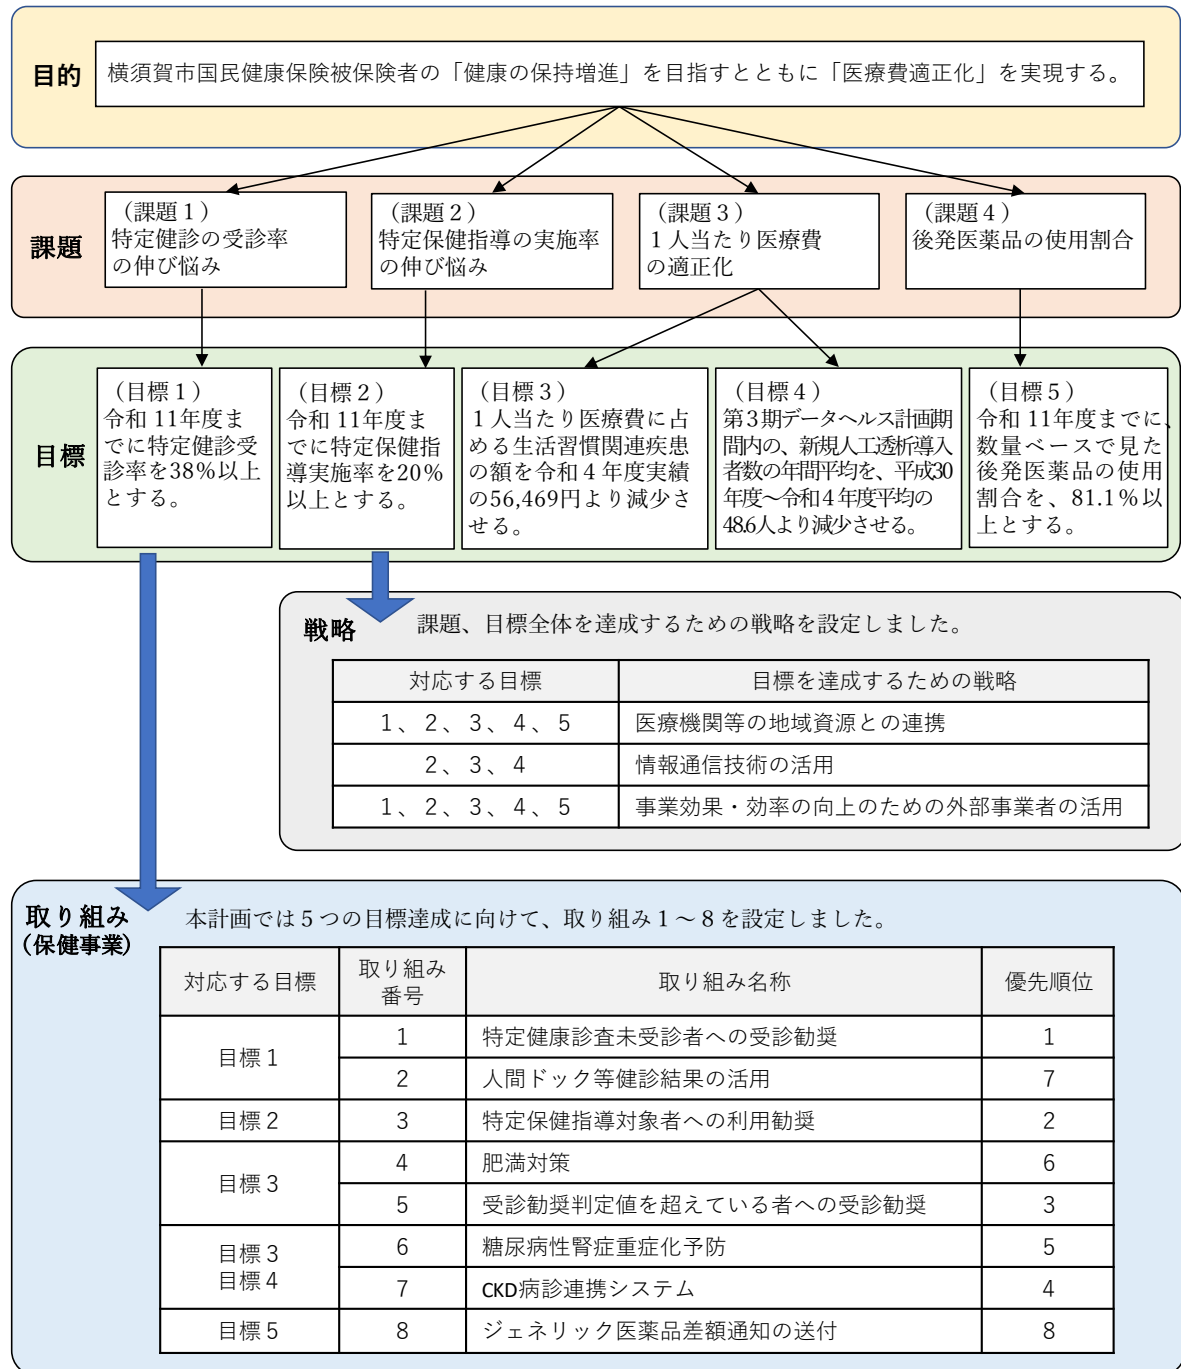 目的
横須賀市国民健康保険被保険者の「健康の保持増進」を目指すとともに「医療費適正化」を実現する。
課題
（課題１）
特定健診の受診率
の伸び悩み
（課題２）
特定保健指導の実施率
の伸び悩み
（課題３）
１人当たり医療費
の適正化
（課題４）
後発医薬品の使用割合
目標
（目標１）
令和 11年度ま
でに特定健診受
診率を38％以上
とする。
（目標２）
令和 11年度ま
でに特定保健指
導実施率を20％
以上とする。
（目標３）
１人当たり医療費に占
める生活習慣関連疾患
の額を令和４年度実績
の56,469円より減少さ
せる。
（目標４）
第３期データヘルス計画期
間内の、新規人工透析導入
者数の年間平均を、平成30
年度～令和４年度平均の
48.6人より減少させる。
（目標５）
令和 11年度までに、
数量ベースで見た
後発医薬品の使用
割合を、81.1％以
上とする。
戦略
課題、目標全体を達成するための戦略を設定しました。
対応する目標 目標を達成するための戦略
１、２、３、４、５ 医療機関等の地域資源との連携
２、３、４ 情報通信技術の活用
１、２、３、４、５ 事業効果・効率の向上のための外部事業者の活用
取り組み
（保健事業）
本計画では５つの目標達成に向けて、取り組み１～８を設定しました。
対応する目標 取り組み番号 取り組み名称 優先順位
目標１ 1 特定健康診査未受診者への受診勧奨 1
2 人間ドック等健診結果の活用 7
目標２ 3 特定保健指導対象者への利用勧奨 2
目標３ 4 肥満対策 6
5 受診勧奨判定値を超えている者への受診勧奨 3
目標３
目標４
6 糖尿病性腎症重症化予防 5
7 CKD病診連携システム 4
目標５ 8 ジェネリック医薬品差額通知の送付 8